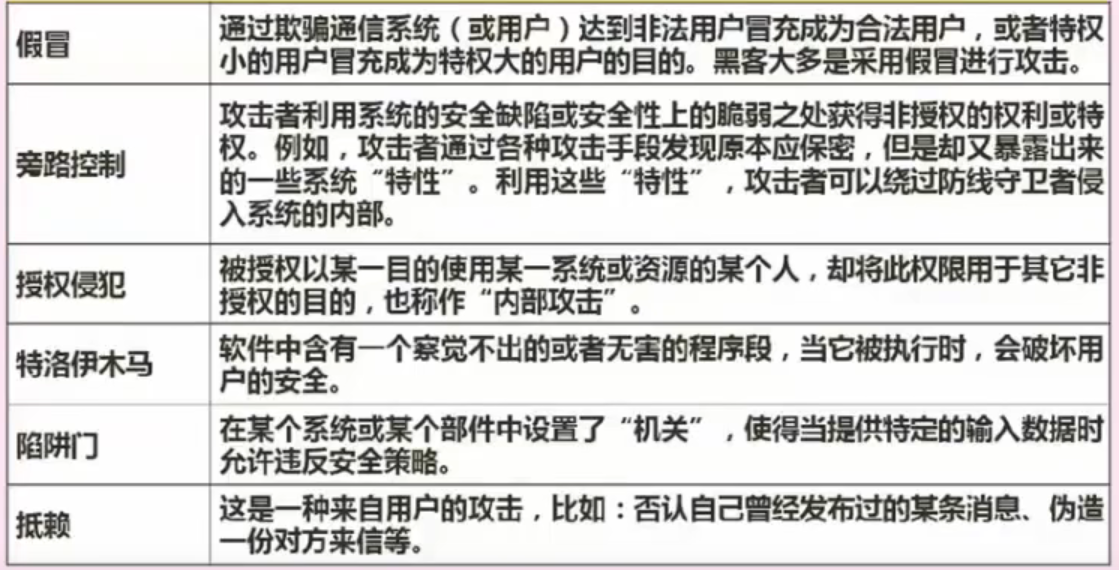 假冒
通过欺骗通信系统（或用户）达到非法用户冒充成为合法用户，或者特权
小的用户冒充成为特权大的用户的目的。黑客大多是采用假冒进行攻击。
旁路控制
攻击者利用系统的安全缺陷或安全性上的脆弱之处获得非授权的权利或特
权。例如，攻击者通过各种攻击手段发现原本应保密，但是却又暴露出来
的一些系统“特性”。利用这些“特性”，攻击者可以绕过防线守卫者侵
入系统的内部。
授权侵犯
被授权以某一目的使用某一系统或资源的某个人，却将此权限用于其它非
授权的目的，也称作“内部攻击”。
特洛伊木马
软件中含有一个察觉不出的或者无害的程序段，当它被执行时，会破坏用
户的安全。
陷阱门
在某个系统或某个部件中设置了“机关”，使得当提供特定的输入数据时
允许违反安全策略。
抵赖
这是一种来自用户的攻击，比如：否认自己曾经发布过的某条消息、伪造
一份对方来信等。